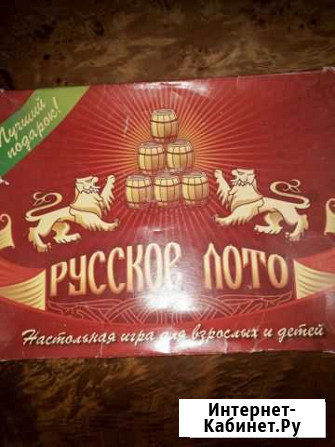 Лучший
подарок!
РУССКОЕ ЛОТО
Настольная игра для взрослых и детей
Интернет-
Кабинет.Ру